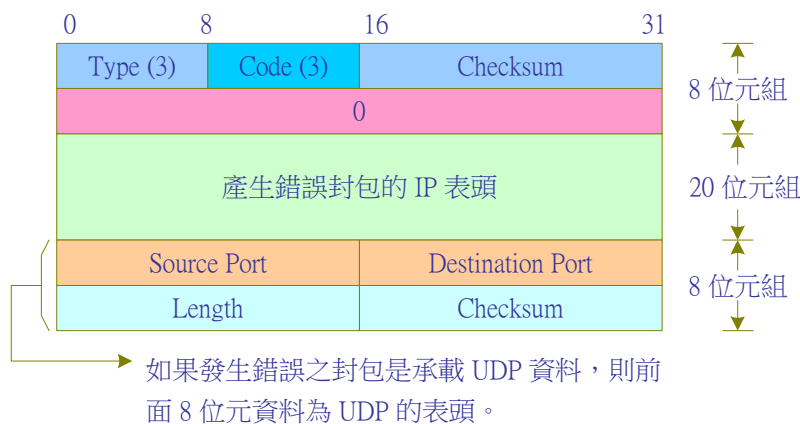 0 8 16 31
Type (3) Code (3) Checksum
8 位元組
0
產生錯誤封包的 IP 表頭
20 位元組
Source Port Destination Port
8 位元組
Length Checksum
如果發生錯誤之封包是承載 UDP 資料，則前
面 8 位元資料為 UDP 的表頭。